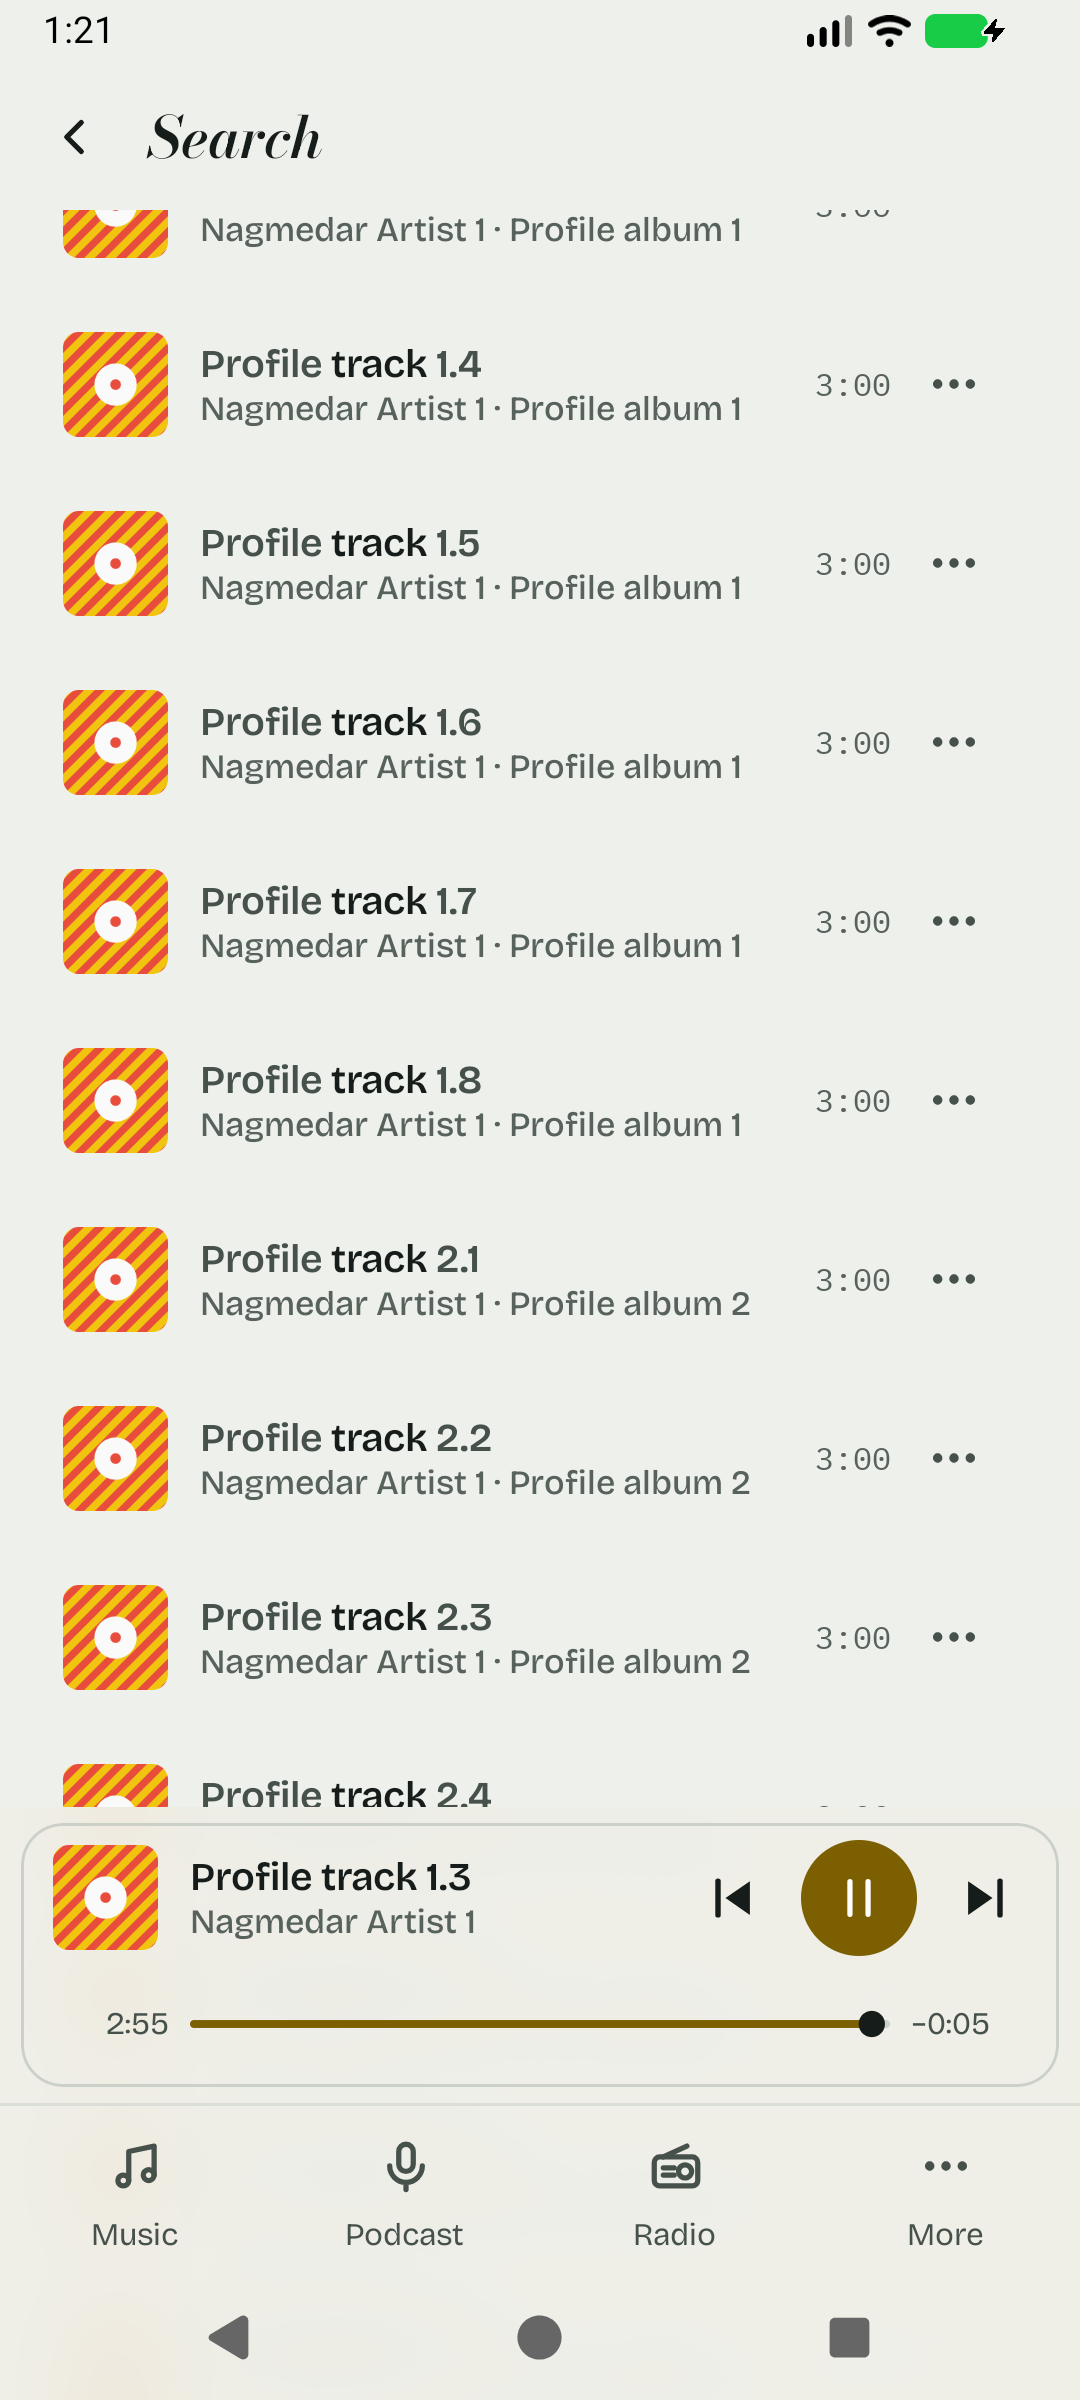 1:21
Search
Nagmedar Artist 1 · Profile album 1
Profile track 1.4
Nagmedar Artist 1 · Profile album 1
3:00
Profile track 1.5
Nagmedar Artist 1 · Profile album 1
3:00
Profile track 1.6
Nagmedar Artist 1 · Profile album 1
3:00
Profile track 1.7
Nagmedar Artist 1 · Profile album 1
3:00
Profile track 1.8
Nagmedar Artist 1 · Profile album 1
3:00
Profile track 2.1
Nagmedar Artist 1 · Profile album 2
3:00
Profile track 2.2
Nagmedar Artist 1 · Profile album 2
3:00
Profile track 2.3
Nagmedar Artist 1 · Profile album 2
3:00
Profile track 2.4
Profile track 1.3
Nagmedar Artist 1
2:55
-0:05
Music
Podcast
Radio
More